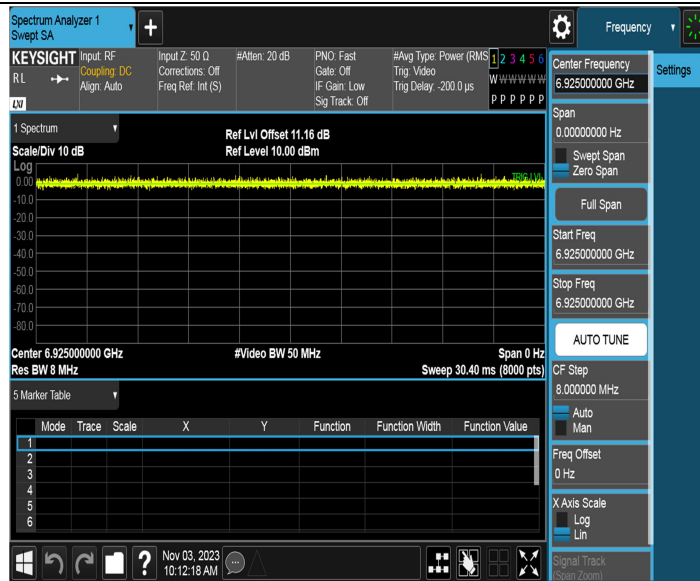 Spectrum Analyzer 1
Swept SA
Frequency
KEYSIGHT
RL
LXI
Input: RF
Coupling: DC
Align: Auto
Input Z: 50 Ω
Corrections: Off
Freq Ref: Int (S)
#Atten: 20 dB
PNO: Fast
Gate: Off
IF Gain: Low
Sig Track: Off
#Avg Type: Power (RMS
Trig: Video
Trig Delay: -200.0 µs
1 2 3 4 5 6
W W W W W W
P P P P P P
Center Frequency
6.925000000 GHz
Settings
Span
0.00000000 Hz
Swept Span
Zero Span
Full Span
Start Freq
6.925000000 GHz
Stop Freq
6.925000000 GHz
AUTO TUNE
CF Step
8.000000 MHz
Auto
Man
Freq Offset
0 Hz
X Axis Scale
Log
Lin
Signal Track
(Span Zoom)
1 Spectrum
Scale/Div 10 dB
Ref Lvl Offset 11.16 dB
Ref Level 10.00 dBm
Log
0.00
TRIG LVL
-10.0
-20.0
-30.0
-40.0
-50.0
-60.0
-70.0
-80.0
Center 6.925000000 GHz
Res BW 8 MHz
#Video BW 50 MHz
Span 0 Hz
Sweep 30.40 ms (8000 pts)
5 Marker Table
Mode Trace Scale X Y Function Function Width Function Value
1
2
3
4
5
6
?
Nov 03, 2023
10:12:18 AM